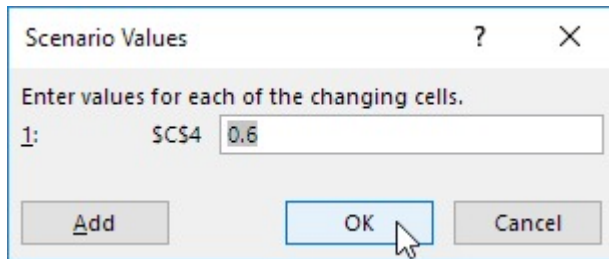 Scenario Values ? ×
Enter values for each of the changing cells.
1: $C$4 0.6
Add OK Cancel